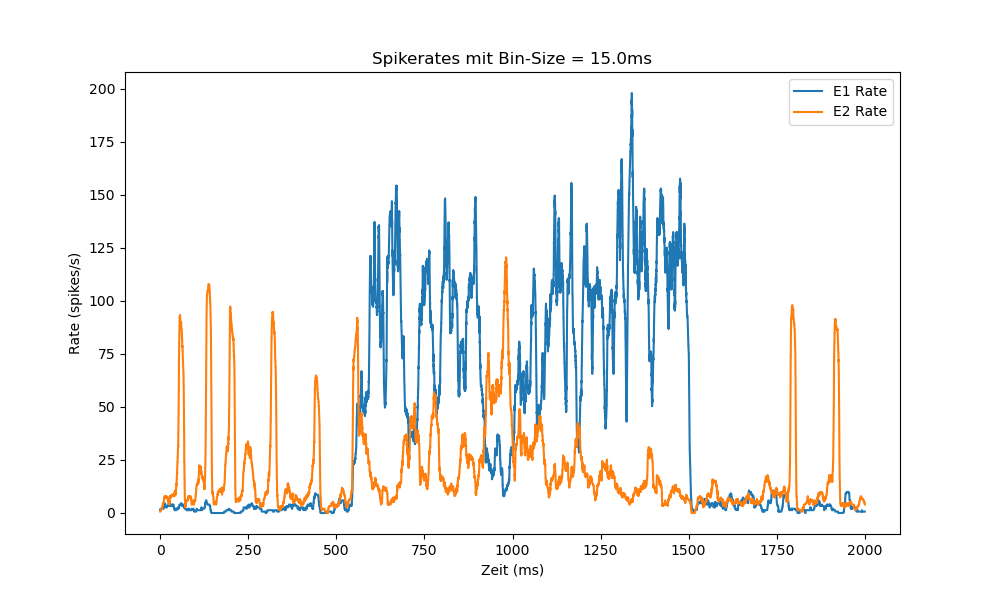 Spikerates mit Bin-Size = 15.0ms
E1 Rate
E2 Rate
Rate (spikes/s)
200
175
150
125
100
75
50
25
0
0 250 500 750 1000 1250 1500 1750 2000
Zeit (ms)